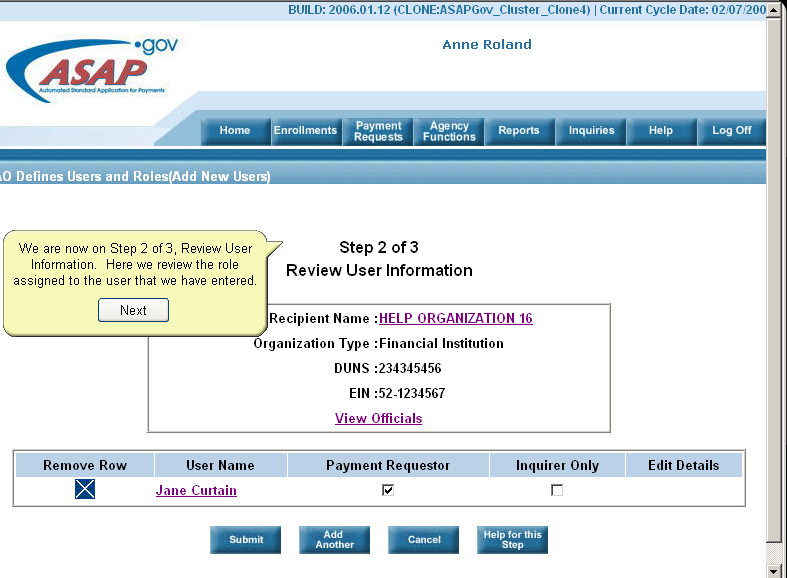 BUILD: 2006.01.12 (CLONE:ASAPGov_Cluster_Clone4) | Current Cycle Date: 02/07/200
Anne Roland
.gov
ASAP
Automated Standard Application for Payments
Home
Enrollments
Payment
Requests
Agency
Functions
Reports
Inquiries
Help
Log Off
AO Defines Users and Roles(Add New Users)
We are now on Step 2 of 3, Review User
Information. Here we review the role
assigned to the user that we have entered.
Next
Step 2 of 3
Review User Information
Recipient Name :HELP ORGANIZATION 16
Organization Type :Financial Institution
DUNS :234345456
EIN :52-1234567
View Officials
Remove Row User Name Payment Requestor Inquirer Only Edit Details
Jane Curtain
Submit
Add
Another
Cancel
Help for this
Step